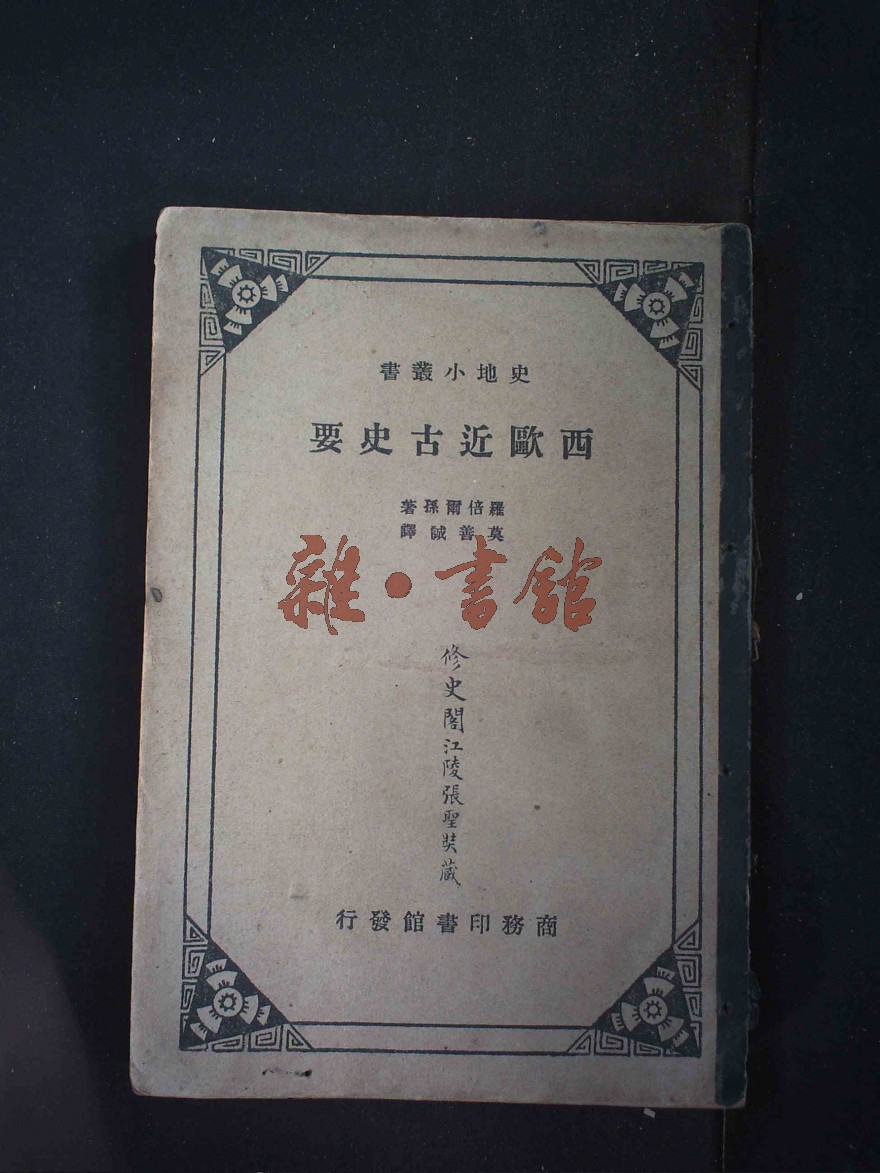 史地小叢書
西歐近古史要
羅倍爾孫著
莫善誠譯
雜·書館
修史閣江陵張聖奘藏
商務印書館發行